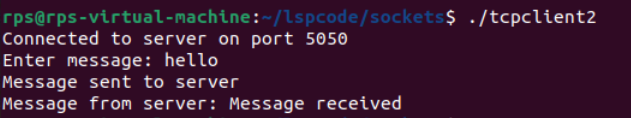 rps@rps-virtual-machine:~/lspcode/sockets$ ./tcpclient2
Connected to server on port 5050
Enter message: hello
Message sent to server
Message from server: Message received